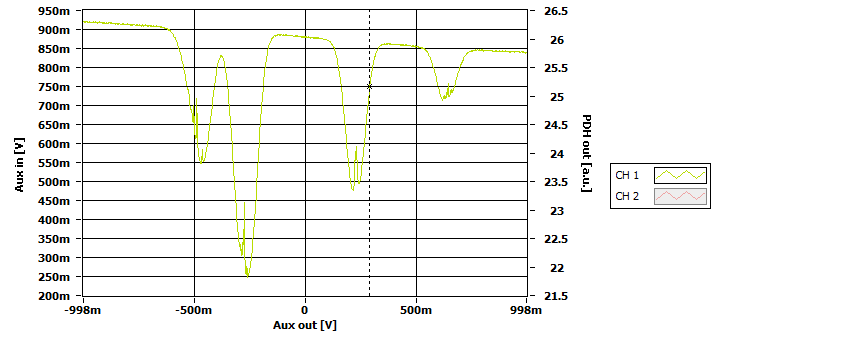 950m
900m
850m
800m
750m
700m
650m
600m
550m
500m
450m
400m
350m
300m
250m
200m
Aux in [V]
-998m
-500m
0
500m
998m
Aux out [V]
26.5
26
25.5
25
24.5
24
23.5
23
22.5
22
21.5
PDH out [a.u.]
CH 1
CH 2